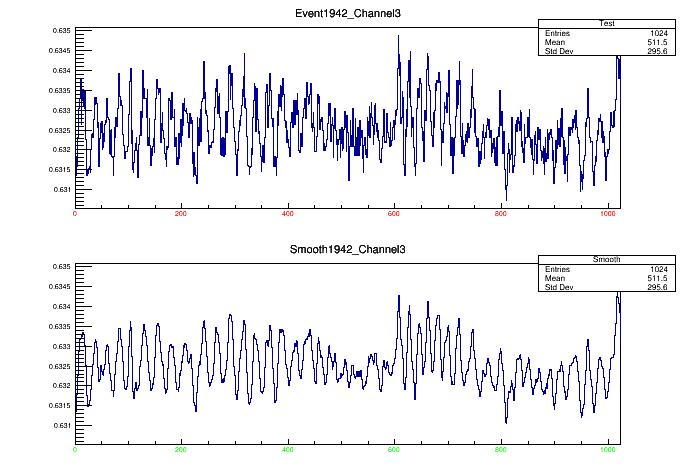 Event1942_Channel3
Test
Entries 1024
Mean 511.5
Std Dev 295.6
0.635
0.6345
0.634
0.6335
0.633
0.6325
0.632
0.6315
0.631
0 200 400 600 800 1000
Smooth1942_Channel3
Smooth
Entries 1024
Mean 511.5
Std Dev 295.6
0.635
0.6345
0.634
0.6335
0.633
0.6325
0.632
0.6315
0.631
0 200 400 600 800 1000